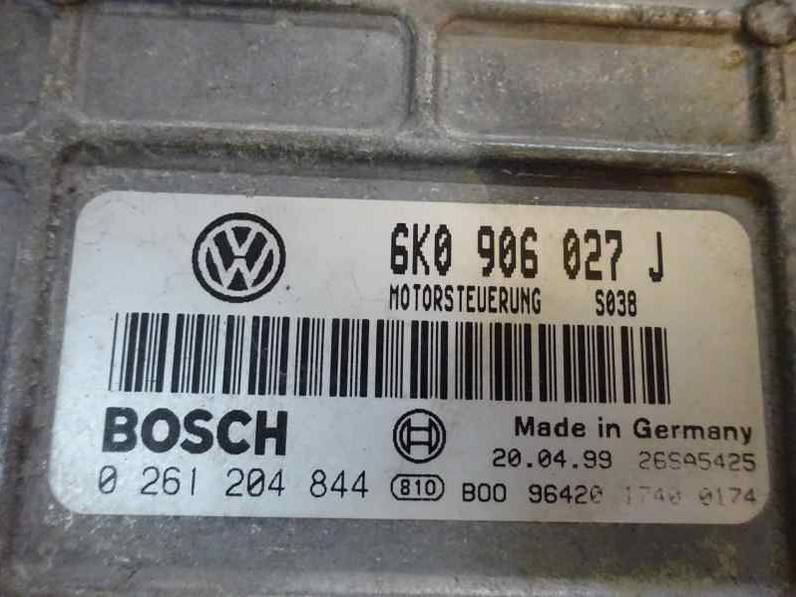 6K0 906 027 J
MOTORSTEUERUNG S038
BOSCH
Made in Germany
20.04.99 26SA5425
0 261 204 844 810 B00 96420 1740 0174